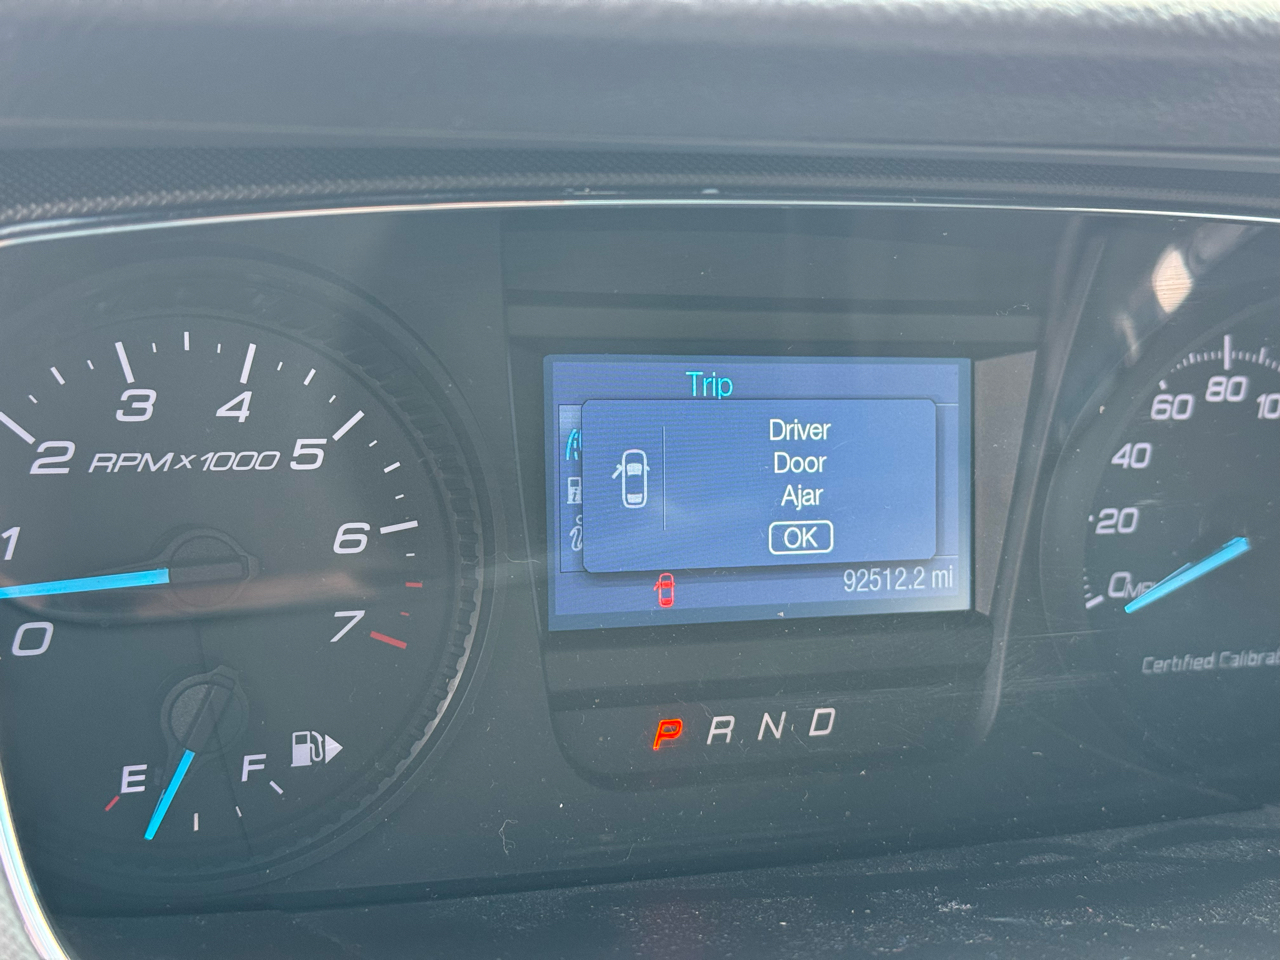 Trip
Driver
Door
Ajar
OK
92512.2 mi
1 2 3 4 5 6 7
0
RPM x 1000
E F
P R N D
0 20 40 60 80
Certified